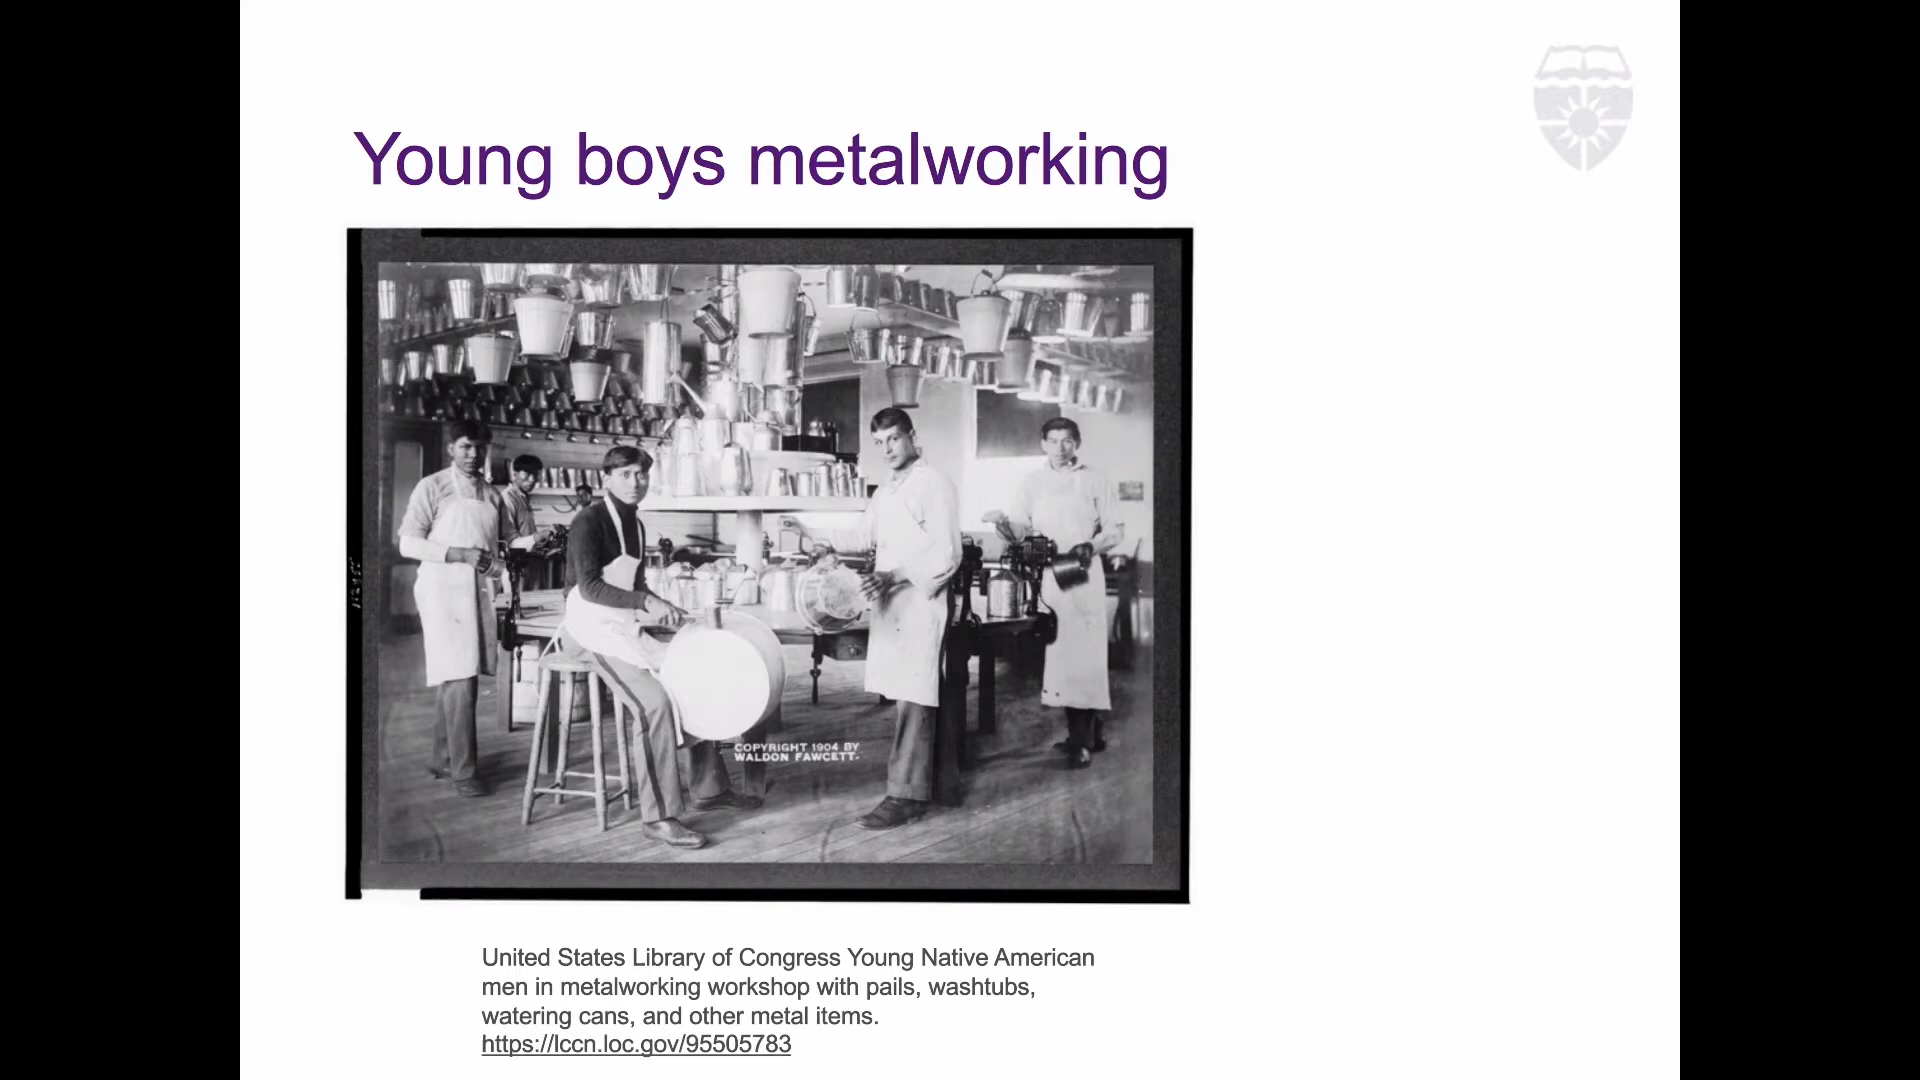 Young boys metalworking
COPYRIGHT 1904 BY
WALDON FAWCETT-
United States Library of Congress Young Native American
men in metalworking workshop with pails, washtubs,
watering cans, and other metal items.
https://lccn.loc.gov/95505783